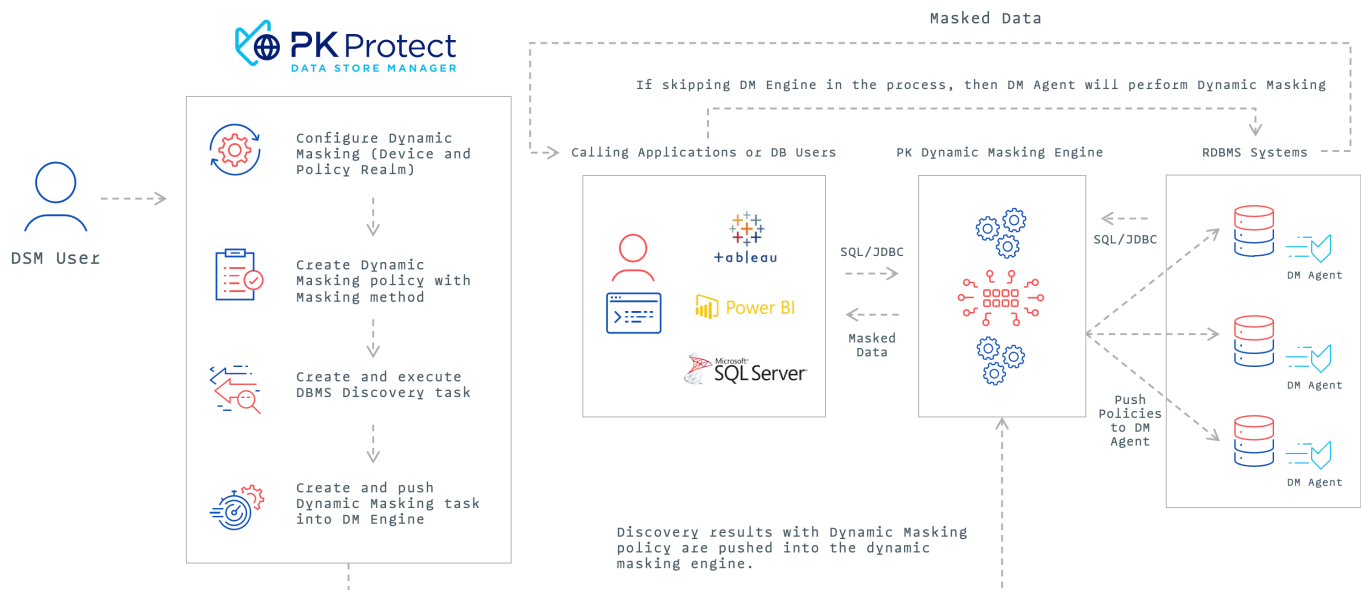 Masked Data
PK Protect
DATA STORE MANAGER
If skipping DM Engine in the process, then DM Agent will perform Dynamic Masking
Configure Dynamic
Masking (Device and
Policy Realm)
Calling Applications or DB Users
PK Dynamic Masking Engine
RDBMS Systems
DSM User
Create Dynamic
Masking policy with
Masking method
Create and execute
DBMS Discovery task
Create and push
Dynamic Masking task
into DM Engine
+ab|eau
Power BI
Microsoft®
SQL Server®
SQL/JDBC
Masked
Data
SQL/JDBC
Push
Policies
to DM
Agent
DM Agent
DM Agent
DM Agent
Discovery results with Dynamic Masking
policy are pushed into the dynamic
masking engine.